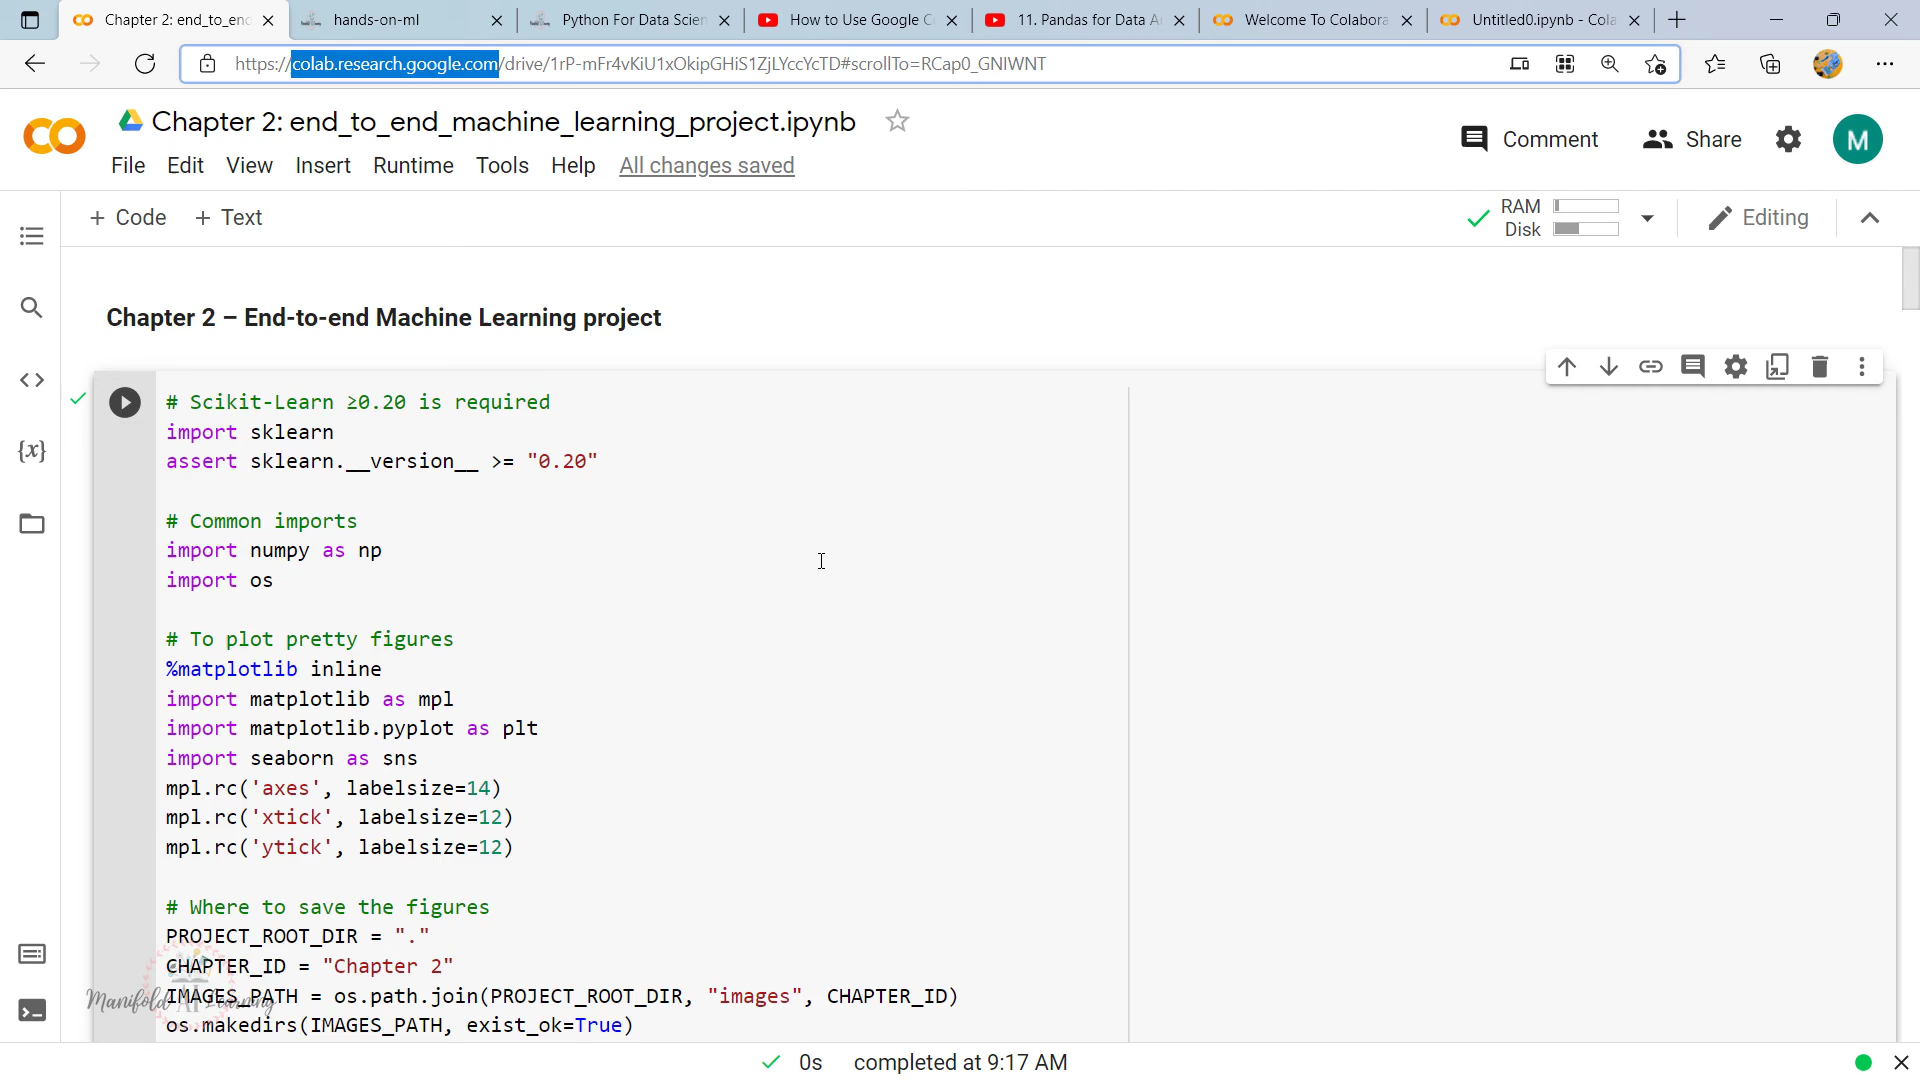 Chapter 2: end_to_en
hands-on-ml
Python For Data Scien
How to Use Google C
11. Pandas for Data A
Welcome To Colabora
Untitled0.ipynb - Cola
https://colab.research.google.com/drive/1rP-mFr4vKiU1xOkipGHiS1ZjLYccYcTD#scrollTo=RCap0_GNIWNT
Chapter 2: end_to_end_machine_learning_project.ipynb
Comment
Share
M
File Edit View Insert Runtime Tools Help All changes saved
+ Code + Text
RAM
Disk
Editing
Chapter 2 – End-to-end Machine Learning project
# Scikit-Learn ≥0.20 is required
import sklearn
assert sklearn.__version__ >= "0.20"
# Common imports
import numpy as np
import os
# To plot pretty figures
%matplotlib inline
import matplotlib as mpl
import matplotlib.pyplot as plt
import seaborn as sns
mpl.rc('axes', labelsize=14)
mpl.rc('xtick', labelsize=12)
mpl.rc('ytick', labelsize=12)
# Where to save the figures
PROJECT_ROOT_DIR = "."
CHAPTER_ID = "Chapter 2"
IMAGES_PATH = os.path.join(PROJECT_ROOT_DIR, "images", CHAPTER_ID)
os.makedirs(IMAGES_PATH, exist_ok=True)
Manifold AI Learning
0s completed at 9:17 AM